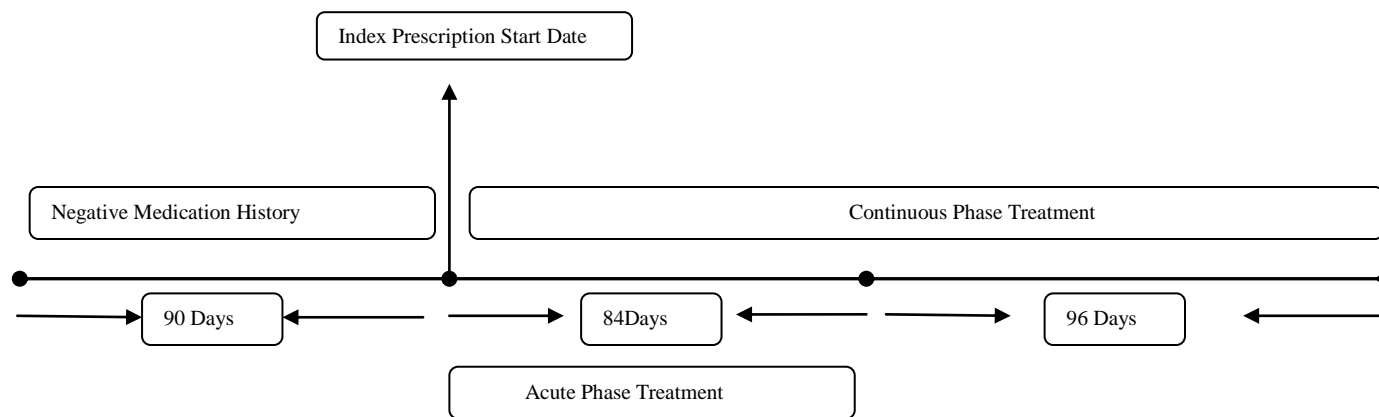 Index Prescription Start Date
Negative Medication History
Continuous Phase Treatment
90 Days
84Days
96 Days
Acute Phase Treatment